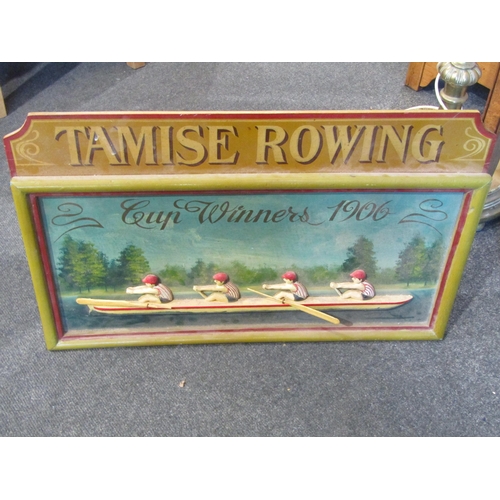 TAMISE ROWING
Cup Winners 1906